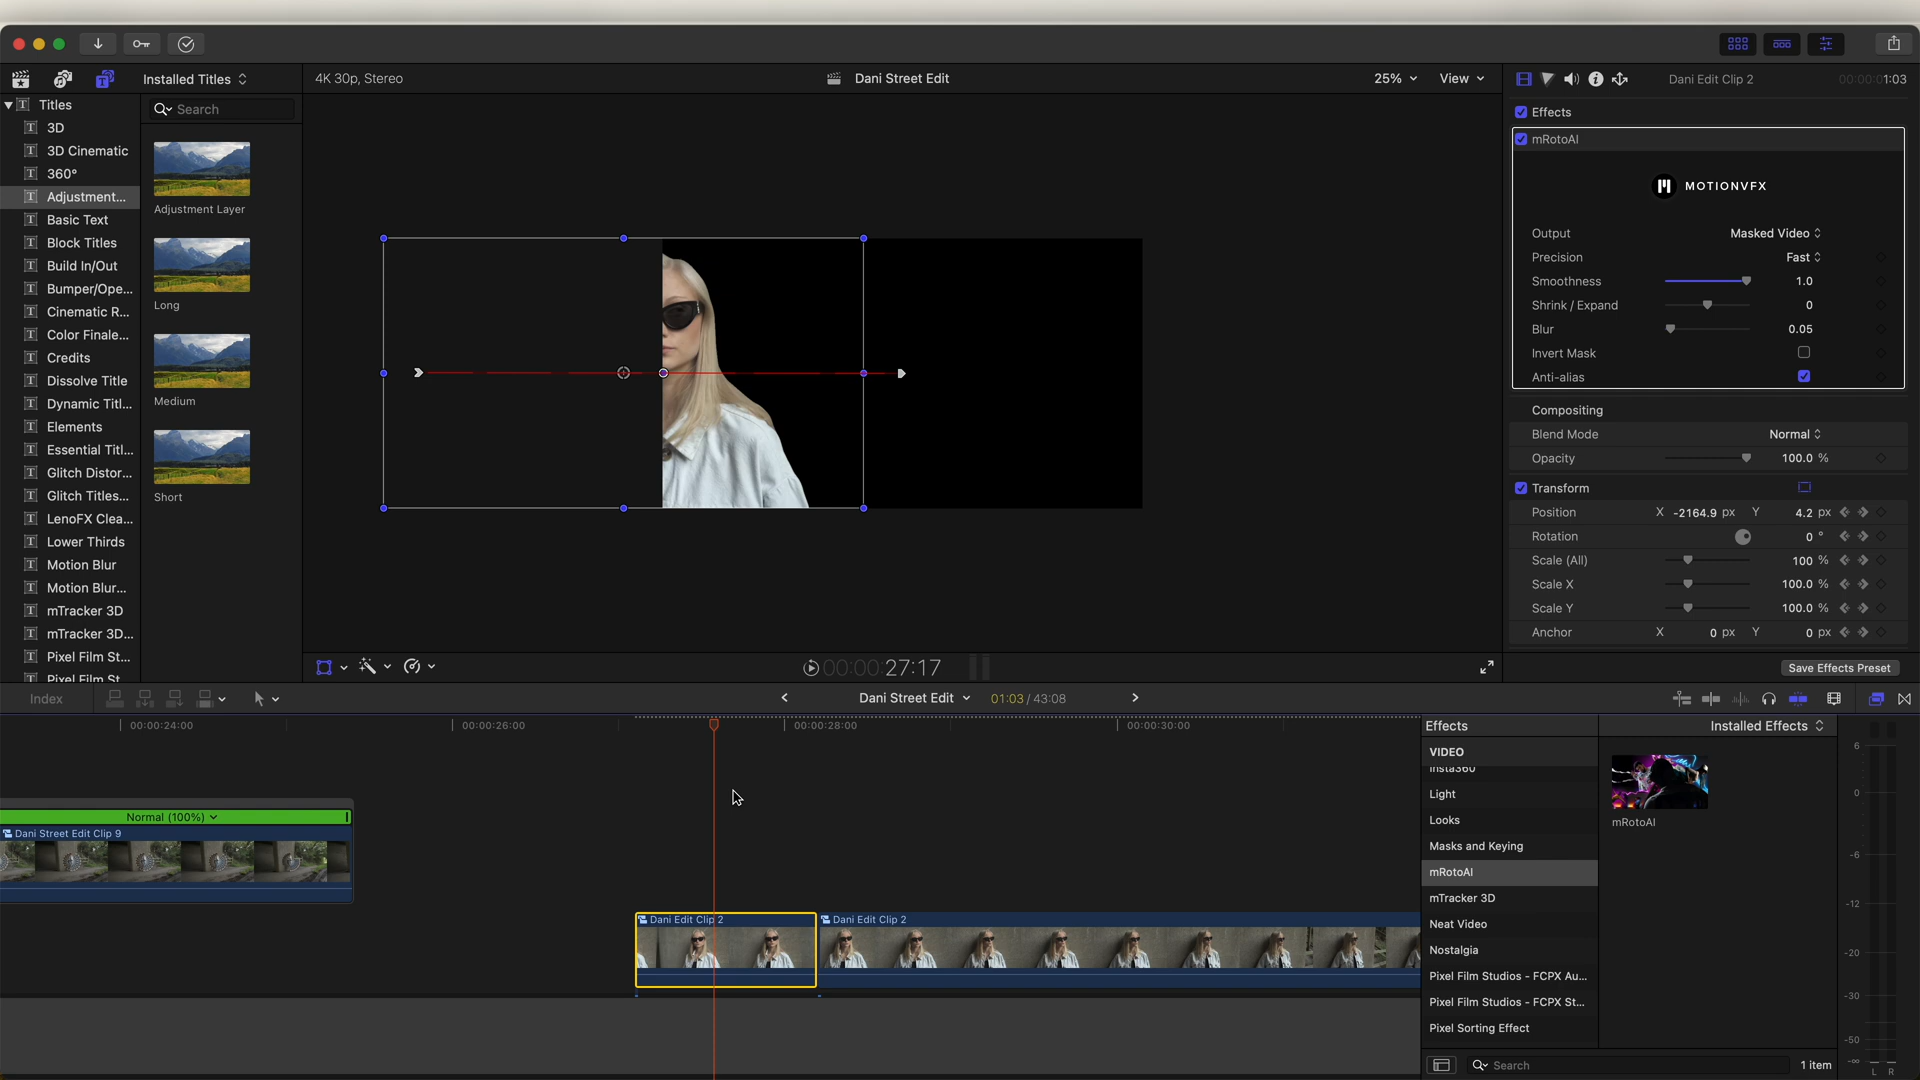 Installed Titles
4K 30p, Stereo
Dani Street Edit
25%
View
Dani Edit Clip 2
00:00:01:03
Titles
3D
3D Cinematic
360°
Adjustment...
Basic Text
Block Titles
Build In/Out
Bumper/Ope...
Cinematic R...
Color Finale...
Credits
Dissolve Title
Dynamic Titl...
Elements
Essential Titl...
Glitch Distor...
Glitch Titles...
LenoFX Clea...
Lower Thirds
Motion Blur
Motion Blur...
mTracker 3D
mTracker 3D...
Pixel Film St...
Pixel Film St
Search
Adjustment Layer
Long
Medium
Short
Effects
mRotoAI
MOTIONVFX
Output Masked Video
Precision Fast
Smoothness 1.0
Shrink / Expand 0
Blur 0.05
Invert Mask
Anti-alias
Compositing
Blend Mode Normal
Opacity 100.0 %
Transform
Position X -2164.9 px Y 4.2 px
Rotation 0 °
Scale (All) 100 %
Scale X 100.0 %
Scale Y 100.0 %
Anchor X 0 px Y 0 px
Save Effects Preset
00:00:27:17
Index
Dani Street Edit
01:03 / 43:08
00:00:24:00
00:00:26:00
00:00:28:00
00:00:30:00
Normal (100%)
Dani Street Edit Clip 9
Dani Edit Clip 2
Dani Edit Clip 2
Effects
Installed Effects
VIDEO
Insta360
Light
Looks
Masks and Keying
mRotoAI
mTracker 3D
Neat Video
Nostalgia
Pixel Film Studios - FCPX Au...
Pixel Film Studios - FCPX St...
Pixel Sorting Effect
mRotoAI
Search
1 item
6
0
-6
-12
-20
-30
-50
-∞
L R